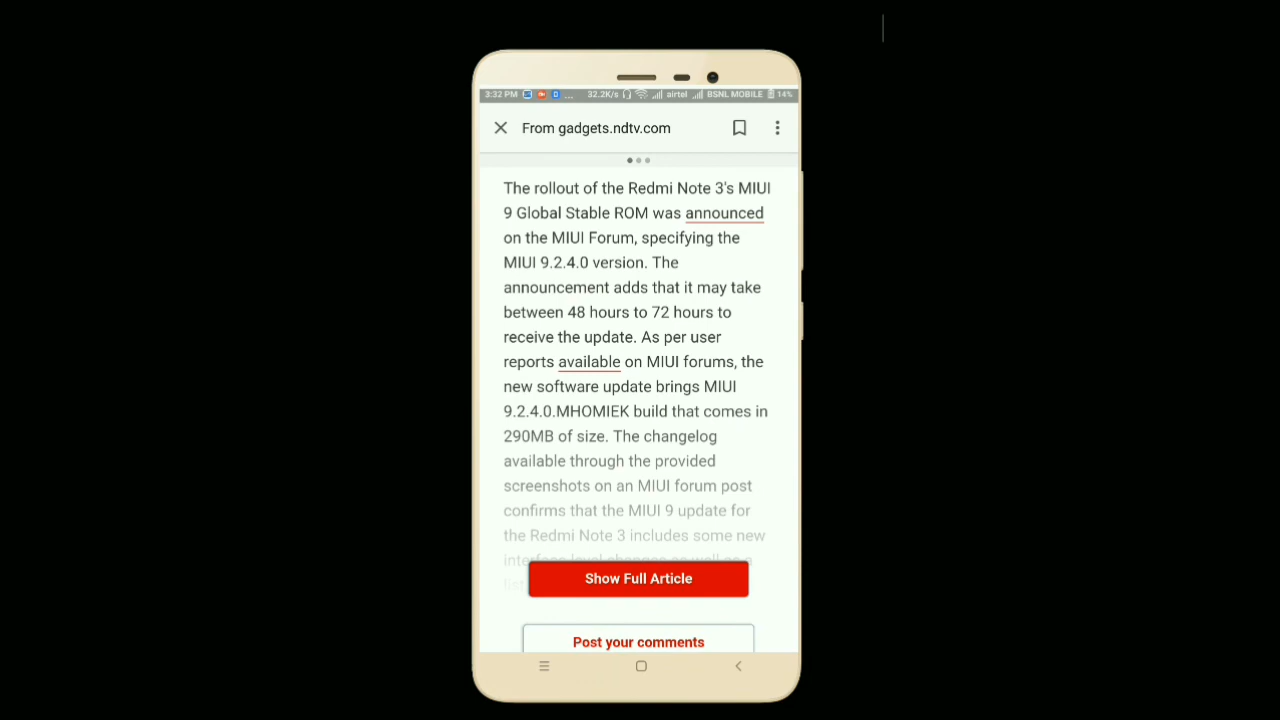 3:32 PM ... 32.2K/s airtel BSNL MOBILE 14%
From gadgets.ndtv.com
The rollout of the Redmi Note 3's MIUI
9 Global Stable ROM was announced
on the MIUI Forum, specifying the
MIUI 9.2.4.0 version. The
announcement adds that it may take
between 48 hours to 72 hours to
receive the update. As per user
reports available on MIUI forums, the
new software update brings MIUI
9.2.4.0.MHOMIEK build that comes in
290MB of size. The changelog
available through the provided
screenshots on an MIUI forum post
confirms that the MIUI 9 update for
the Redmi Note 3 includes some new
interface-level changes as well as a
Show Full Article
Post your comments